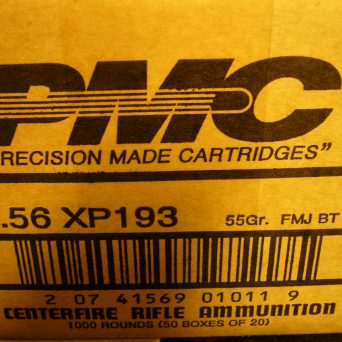 PMC
RECISION MADE CARTRIDGES”
.56 XP193 55Gr. FMJ BT
2 07 41569 01011 9
CENTERFIRE RIFLE AMMUNITION
1000 ROUNDS (50 BOXES OF 20)